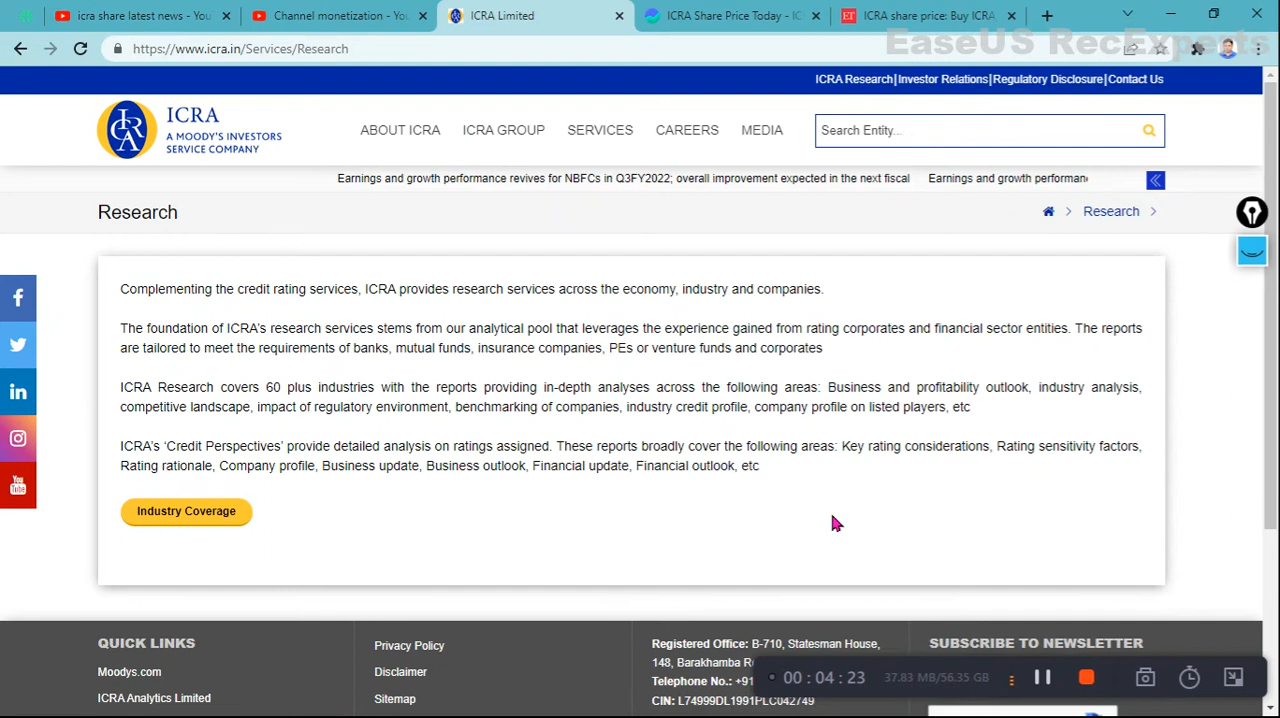 icra share latest news - You
Channel monetization - You
ICRA Limited
ICRA Share Price Today - IC
ICRA share price: Buy ICRA
https://www.icra.in/Services/Research
EaseUS RecExperts
ICRA Research|Investor Relations|Regulatory Disclosure|Contact Us
ICRA
A MOODY'S INVESTORS
SERVICE COMPANY
ABOUT ICRA
ICRA GROUP
SERVICES
CAREERS
MEDIA
Search Entity...
Earnings and growth performance revives for NBFCs in Q3FY2022; overall improvement expected in the next fiscal
Earnings and growth performan
Research
Research
Complementing the credit rating services, ICRA provides research services across the economy, industry and companies.
The foundation of ICRA's research services stems from our analytical pool that leverages the experience gained from rating corporates and financial sector entities. The reports
are tailored to meet the requirements of banks, mutual funds, insurance companies, PEs or venture funds and corporates
ICRA Research covers 60 plus industries with the reports providing in-depth analyses across the following areas: Business and profitability outlook, industry analysis,
competitive landscape, impact of regulatory environment, benchmarking of companies, industry credit profile, company profile on listed players, etc
ICRA's 'Credit Perspectives' provide detailed analysis on ratings assigned. These reports broadly cover the following areas: Key rating considerations, Rating sensitivity factors,
Rating rationale, Company profile, Business update, Business outlook, Financial update, Financial outlook, etc
Industry Coverage
QUICK LINKS
Moodys.com
ICRA Analytics Limited
Privacy Policy
Disclaimer
Sitemap
Registered Office: B-710, Statesman House,
148, Barakhamba R
Telephone No.: +91
CIN: L74999DL1991PLC042749
SUBSCRIBE TO NEWSLETTER
00:04:23
37.83 MB/56.35 GB